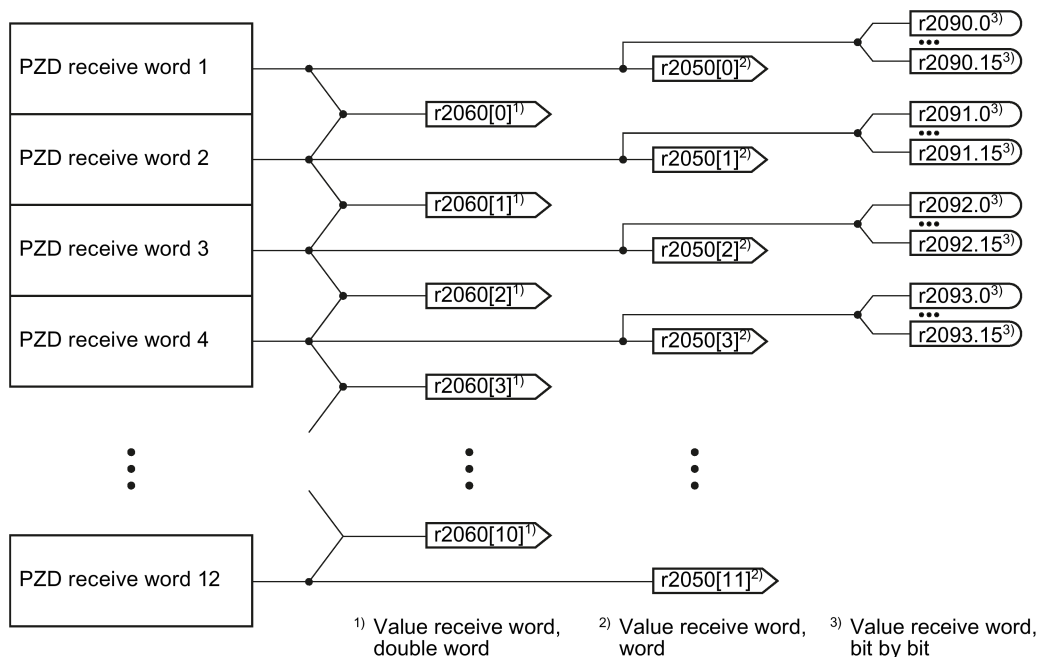 r2090.0³⁾
•••
PZD receive word 1
r2050[0]²⁾
r2090.15³⁾
r2060[0]¹⁾
r2091.0³⁾
•••
PZD receive word 2
r2050[1]²⁾
r2091.15³⁾
r2060[1]¹⁾
r2092.0³⁾
•••
PZD receive word 3
r2050[2]²⁾
r2092.15³⁾
r2060[2]¹⁾
r2093.0³⁾
•••
PZD receive word 4
r2050[3]²⁾
r2093.15³⁾
r2060[3]¹⁾
r2060[10]¹⁾
PZD receive word 12
r2050[11]²⁾
¹⁾ Value receive word,
double word
²⁾ Value receive word,
word
³⁾ Value receive word,
bit by bit